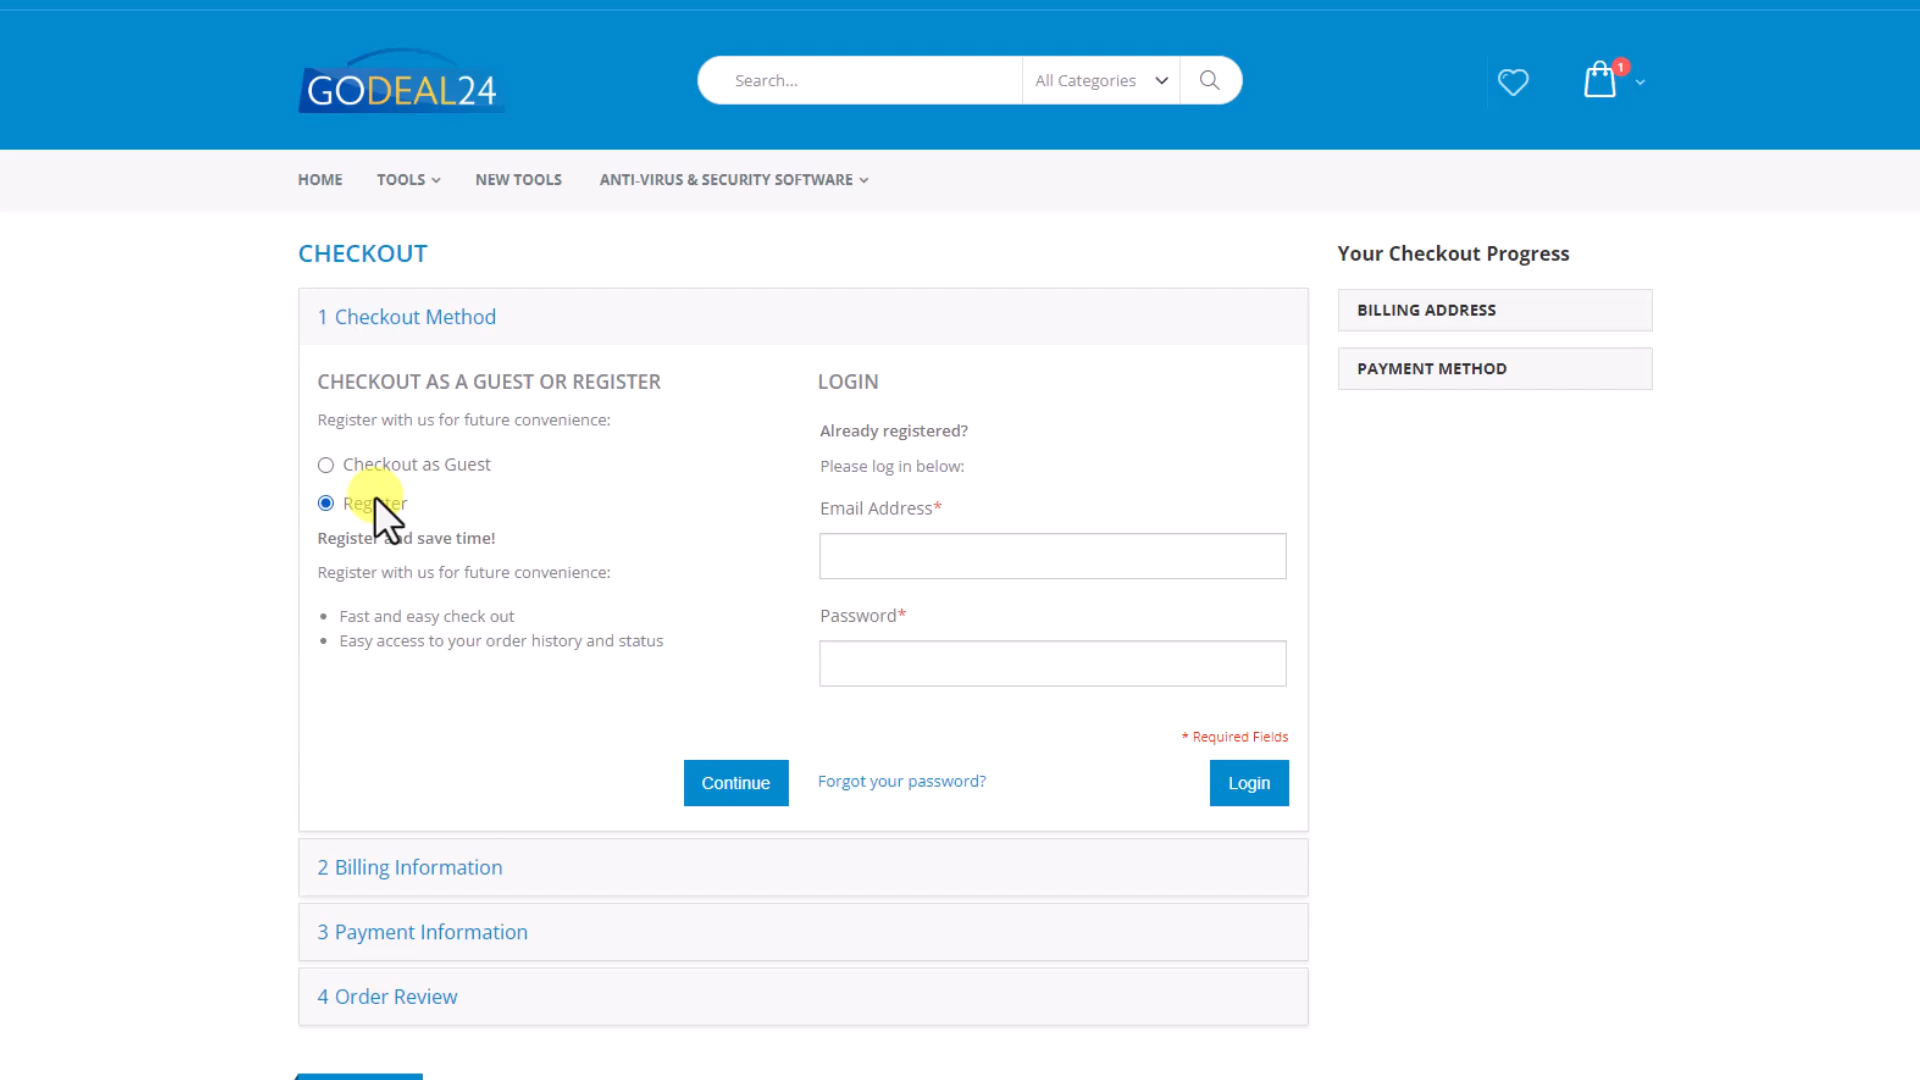 GODEAL24
Search...
All Categories
1
HOME
TOOLS
NEW TOOLS
ANTI-VIRUS & SECURITY SOFTWARE
CHECKOUT
Your Checkout Progress
1 Checkout Method
BILLING ADDRESS
PAYMENT METHOD
CHECKOUT AS A GUEST OR REGISTER
Register with us for future convenience:
Checkout as Guest
Register
Register and save time!
Register with us for future convenience:
• Fast and easy check out
• Easy access to your order history and status
Continue
LOGIN
Already registered?
Please log in below:
Email Address*
Password*
* Required Fields
Forgot your password?
Login
2 Billing Information
3 Payment Information
4 Order Review